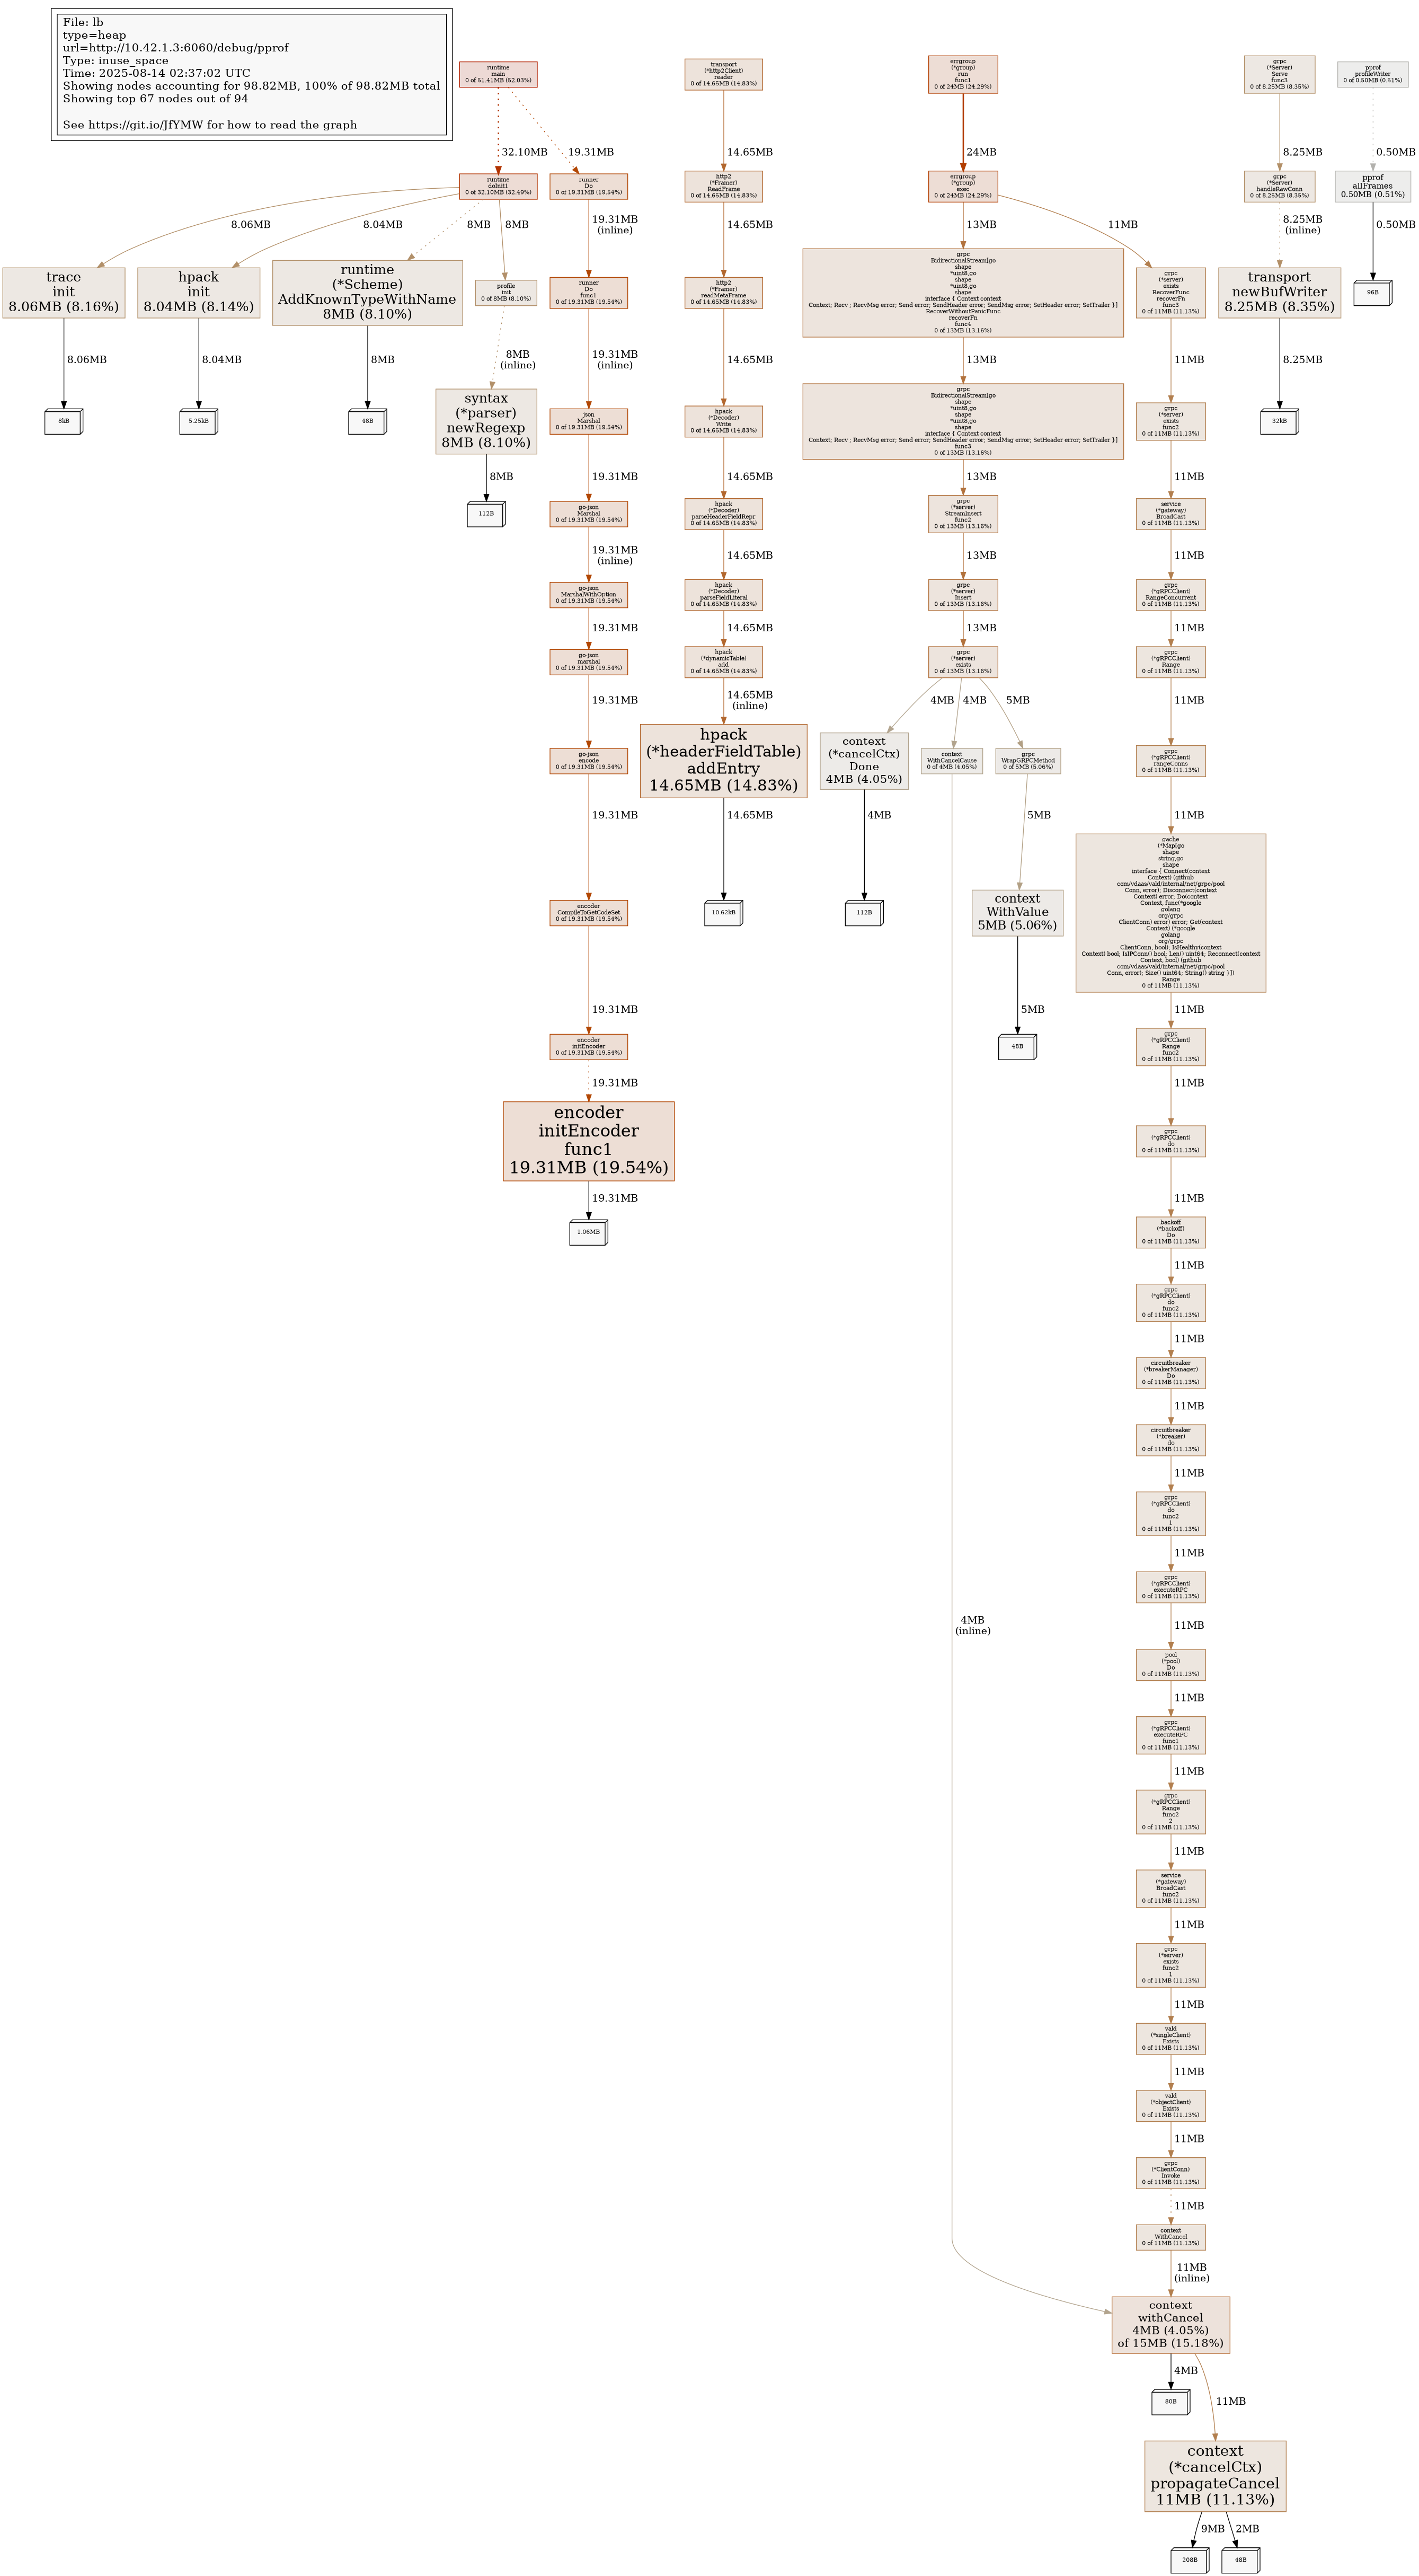 File: lb
type=heap
url=http://10.42.1.3:6060/debug/pprof
Type: inuse_space
Time: 2025-08-14 02:37:02 UTC
Showing nodes accounting for 98.82MB, 100% of 98.82MB total
Showing top 67 nodes out of 94
See https://git.io/JfYMW for how to read the graph
runtime
main
0 of 51.41MB (52.03%)
32.10MB
19.31MB
runtime
doInit1
0 of 32.10MB (32.49%)
8.06MB
8.04MB
8MB
8MB
trace
init
8.06MB (8.16%)
8.06MB
8kB
hpack
init
8.04MB (8.14%)
8.04MB
5.25kB
runtime
(*Scheme)
AddKnownTypeWithName
8MB (8.10%)
8MB
48B
profile
init
0 of 8MB (8.10%)
8MB
(inline)
syntax
(*parser)
newRegexp
8MB (8.10%)
8MB
112B
runner
Do
0 of 19.31MB (19.54%)
19.31MB
(inline)
runner
Do
func1
0 of 19.31MB (19.54%)
19.31MB
(inline)
json
Marshal
0 of 19.31MB (19.54%)
19.31MB
go-json
Marshal
0 of 19.31MB (19.54%)
19.31MB
(inline)
go-json
MarshalWithOption
0 of 19.31MB (19.54%)
19.31MB
go-json
marshal
0 of 19.31MB (19.54%)
19.31MB
go-json
encode
0 of 19.31MB (19.54%)
19.31MB
encoder
CompileToGetCodeSet
0 of 19.31MB (19.54%)
19.31MB
encoder
initEncoder
0 of 19.31MB (19.54%)
19.31MB
encoder
initEncoder
func1
19.31MB (19.54%)
19.31MB
1.06MB
transport
(*http2Client)
reader
0 of 14.65MB (14.83%)
14.65MB
http2
(*Framer)
ReadFrame
0 of 14.65MB (14.83%)
14.65MB
http2
(*Framer)
readMetaFrame
0 of 14.65MB (14.83%)
14.65MB
hpack
(*Decoder)
Write
0 of 14.65MB (14.83%)
14.65MB
hpack
(*Decoder)
parseHeaderFieldRepr
0 of 14.65MB (14.83%)
14.65MB
hpack
(*Decoder)
parseFieldLiteral
0 of 14.65MB (14.83%)
14.65MB
hpack
(*dynamicTable)
add
0 of 14.65MB (14.83%)
14.65MB
(inline)
hpack
(*headerFieldTable)
addEntry
14.65MB (14.83%)
14.65MB
10.62kB
errgroup
(*group)
run
func1
0 of 24MB (24.29%)
24MB
errgroup
(*group)
exec
0 of 24MB (24.29%)
13MB
11MB
grpc
BidirectionalStream[go
shape
*uint8,go
shape
*uint8,go
shape
interface { Context context
Context; Recv ; RecvMsg error; Send error; SendHeader error; SendMsg error; SetHeader error; SetTrailer }]
RecoverWithoutPanicFunc
recoverFn
func4
0 of 13MB (13.16%)
13MB
grpc
BidirectionalStream[go
shape
*uint8,go
shape
*uint8,go
shape
interface { Context context
Context; Recv ; RecvMsg error; Send error; SendHeader error; SendMsg error; SetHeader error; SetTrailer }]
func3
0 of 13MB (13.16%)
13MB
grpc
(*server)
StreamInsert
func2
0 of 13MB (13.16%)
13MB
grpc
(*server)
Insert
0 of 13MB (13.16%)
13MB
grpc
(*server)
exists
0 of 13MB (13.16%)
4MB
4MB
5MB
context
(*cancelCtx)
Done
4MB (4.05%)
4MB
112B
context
WithCancelCause
0 of 4MB (4.05%)
4MB
(inline)
grpc
WrapGRPCMethod
0 of 5MB (5.06%)
5MB
context
WithValue
5MB (5.06%)
5MB
48B
grpc
(*server)
exists
RecoverFunc
recoverFn
func3
0 of 11MB (11.13%)
11MB
grpc
(*server)
exists
func2
0 of 11MB (11.13%)
11MB
service
(*gateway)
BroadCast
0 of 11MB (11.13%)
11MB
grpc
(*gRPCClient)
RangeConcurrent
0 of 11MB (11.13%)
11MB
grpc
(*gRPCClient)
Range
0 of 11MB (11.13%)
11MB
grpc
(*gRPCClient)
rangeConns
0 of 11MB (11.13%)
11MB
gache
(*Map[go
shape
string,go
shape
interface { Connect(context
Context) (github
com/vdaas/vald/internal/net/grpc/pool
Conn, error); Disconnect(context
Context) error; Do(context
Context, func(*google
golang
org/grpc
ClientConn) error) error; Get(context
Context) (*google
golang
org/grpc
ClientConn, bool); IsHealthy(context
Context) bool; IsIPConn() bool; Len() uint64; Reconnect(context
Context, bool) (github
com/vdaas/vald/internal/net/grpc/pool
Conn, error); Size() uint64; String() string }])
Range
0 of 11MB (11.13%)
11MB
grpc
(*gRPCClient)
Range
func2
0 of 11MB (11.13%)
11MB
grpc
(*gRPCClient)
do
0 of 11MB (11.13%)
11MB
backoff
(*backoff)
Do
0 of 11MB (11.13%)
11MB
grpc
(*gRPCClient)
do
func2
0 of 11MB (11.13%)
11MB
circuitbreaker
(*breakerManager)
Do
0 of 11MB (11.13%)
11MB
circuitbreaker
(*breaker)
do
0 of 11MB (11.13%)
11MB
grpc
(*gRPCClient)
do
func2
1
0 of 11MB (11.13%)
11MB
grpc
(*gRPCClient)
executeRPC
0 of 11MB (11.13%)
11MB
pool
(*pool)
Do
0 of 11MB (11.13%)
11MB
grpc
(*gRPCClient)
executeRPC
func1
0 of 11MB (11.13%)
11MB
grpc
(*gRPCClient)
Range
func2
2
0 of 11MB (11.13%)
11MB
service
(*gateway)
BroadCast
func2
0 of 11MB (11.13%)
11MB
grpc
(*server)
exists
func2
1
0 of 11MB (11.13%)
11MB
vald
(*singleClient)
Exists
0 of 11MB (11.13%)
11MB
vald
(*objectClient)
Exists
0 of 11MB (11.13%)
11MB
grpc
(*ClientConn)
Invoke
0 of 11MB (11.13%)
11MB
context
WithCancel
0 of 11MB (11.13%)
11MB
(inline)
context
withCancel
4MB (4.05%)
of 15MB (15.18%)
4MB
80B
11MB
context
(*cancelCtx)
propagateCancel
11MB (11.13%)
9MB
2MB
208B
48B
grpc
(*Server)
Serve
func3
0 of 8.25MB (8.35%)
8.25MB
grpc
(*Server)
handleRawConn
0 of 8.25MB (8.35%)
8.25MB
(inline)
transport
newBufWriter
8.25MB (8.35%)
8.25MB
32kB
pprof
profileWriter
0 of 0.50MB (0.51%)
0.50MB
pprof
allFrames
0.50MB (0.51%)
0.50MB
96B